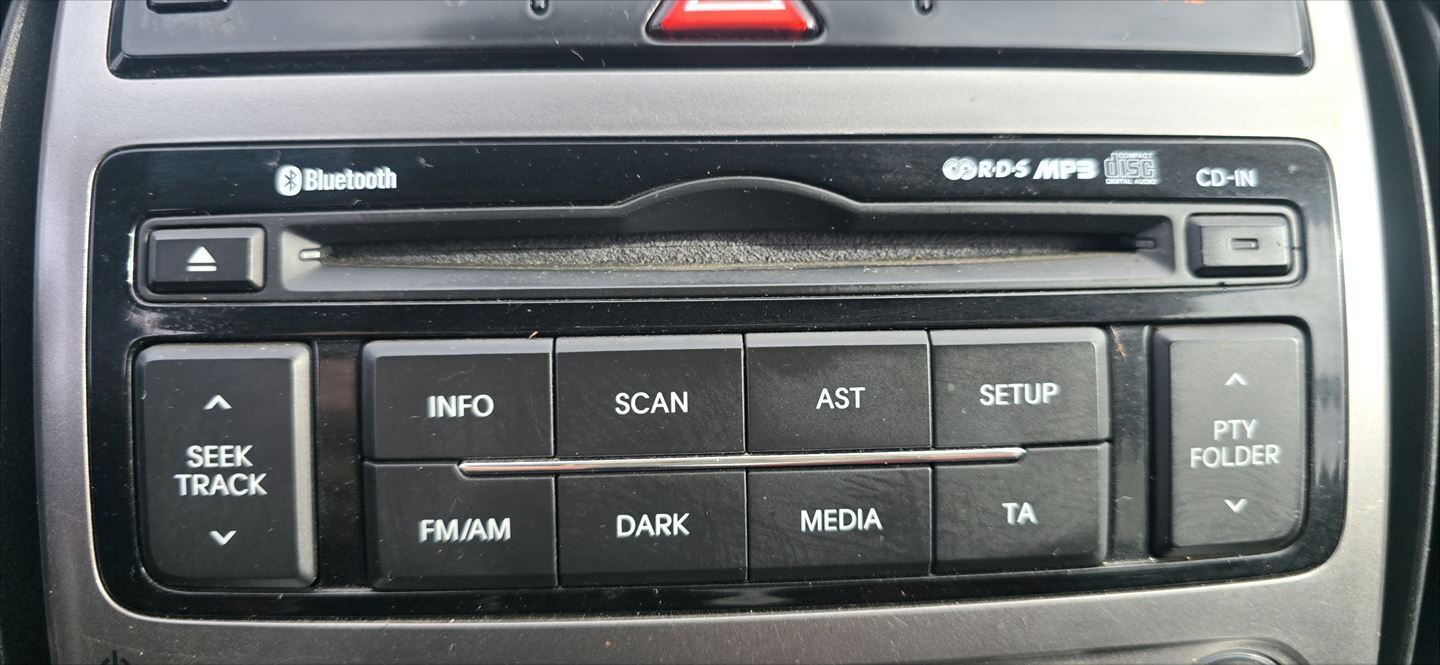 Bluetooth
R·D·S MP3 COMPACT disc DIGITAL AUDIO
CD-IN
SEEK
TRACK
INFO
SCAN
AST
SETUP
FM/AM
DARK
MEDIA
TA
PTY
FOLDER